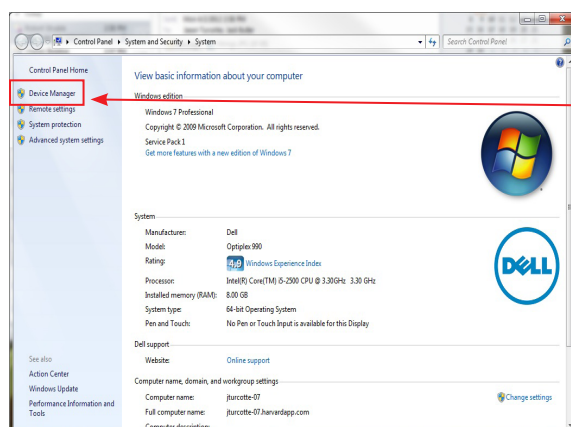 Control Panel ▸ System and Security ▸ System
Search Control Panel
Control Panel Home
Device Manager
Remote settings
System protection
Advanced system settings
See also
Action Center
Windows Update
Performance Information and
Tools
View basic information about your computer
Windows edition
Windows 7 Professional
Copyright © 2009 Microsoft Corporation. All rights reserved.
Service Pack 1
Get more features with a new edition of Windows 7
System
Manufacturer: Dell
Model: Optiplex 990
Rating: 4,9 Windows Experience Index
Processor: Intel(R) Core(TM) i5-2500 CPU @ 3.30GHz 3.30 GHz
Installed memory (RAM): 8.00 GB
System type: 64-bit Operating System
Pen and Touch: No Pen or Touch Input is available for this Display
DELL
Dell support
Website: Online support
Computer name, domain, and workgroup settings
Computer name: jturcotte-07
Change settings
Full computer name: jturcotte-07.harvardapp.com
Computer description: